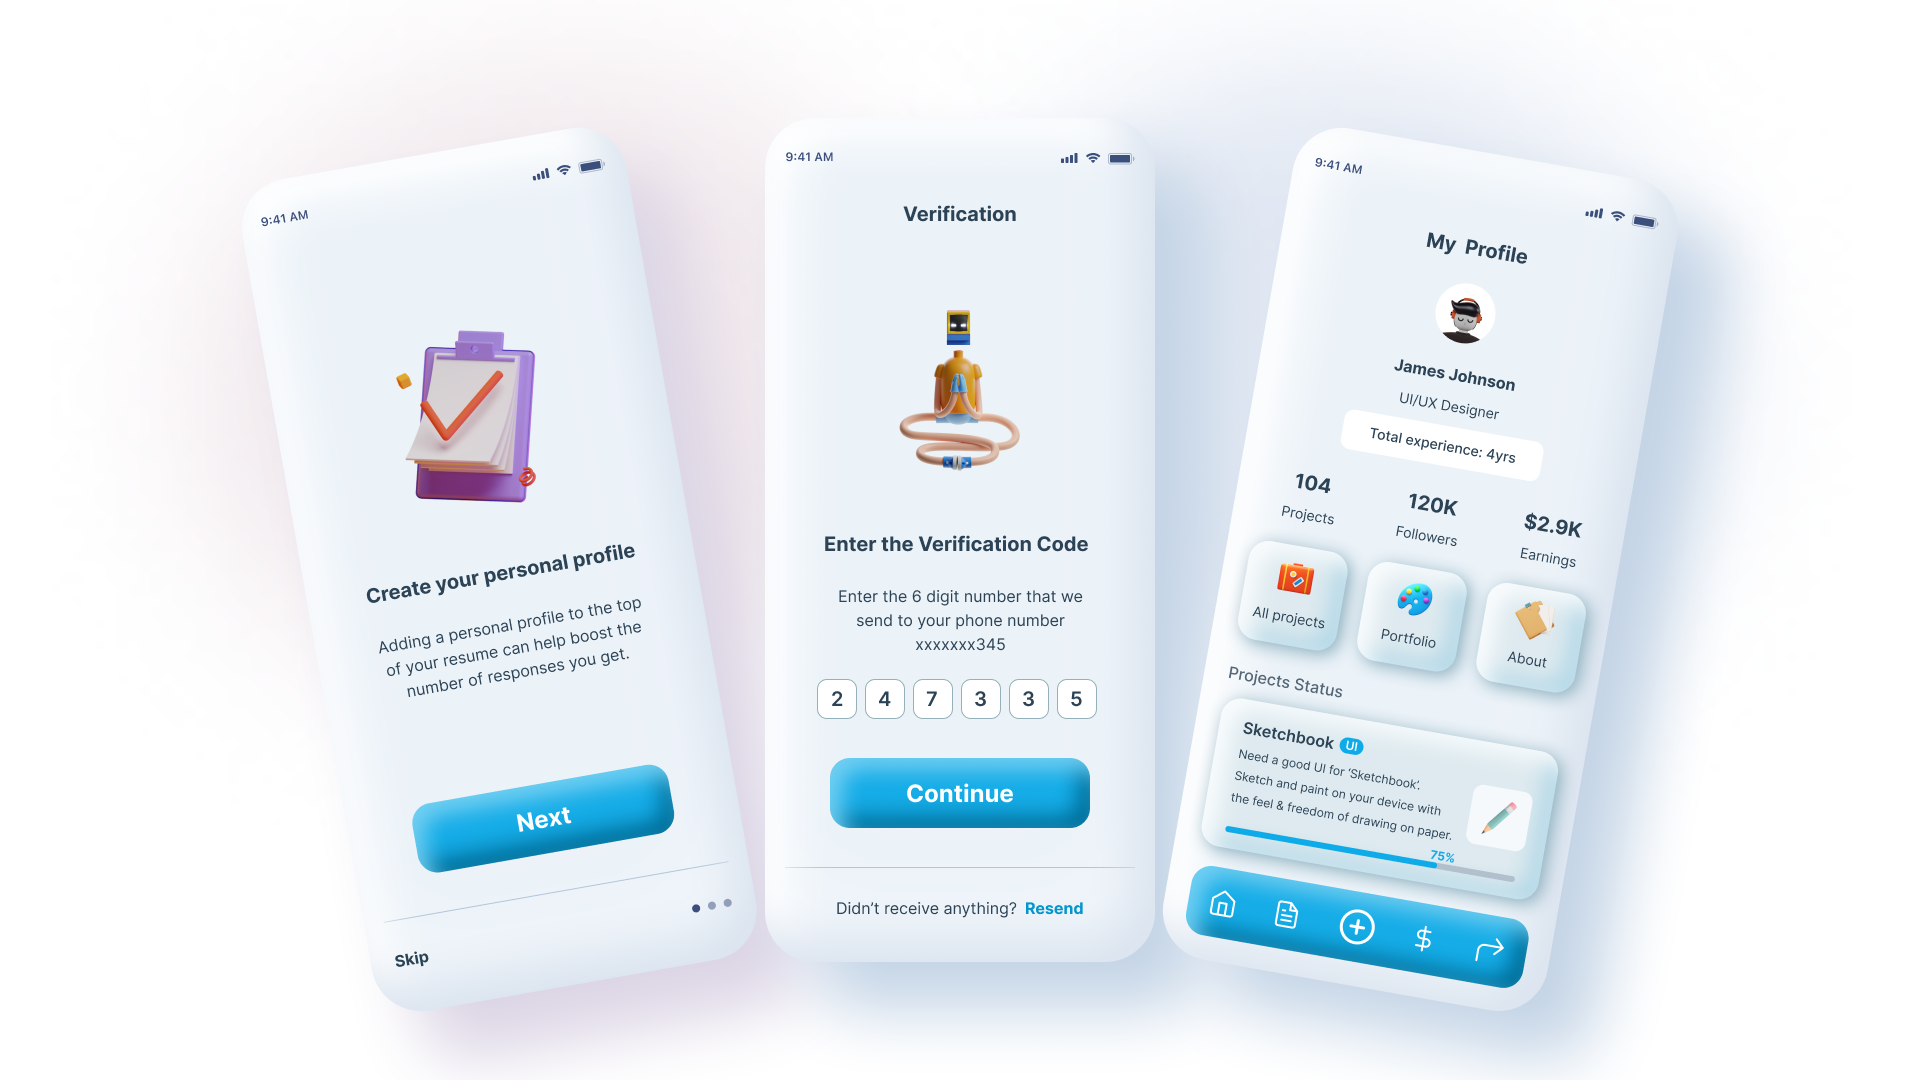 9:41 AM
Create your personal profile
Adding a personal profile to the top
of your resume can help boost the
number of responses you get.
Next
Skip
9:41 AM
Verification
Enter the Verification Code
Enter the 6 digit number that we
send to your phone number
xxxxxxx345
2 4 7 3 3 5
Continue
Didn’t receive anything? Resend
9:41 AM
My Profile
James Johnson
UI/UX Designer
Total experience: 4yrs
104 120K $2.9K
Projects Followers Earnings
All projects Portfolio About
Projects Status
Sketchbook UI
Need a good UI for ‘Sketchbook’.
Sketch and paint on your device with
the feel & freedom of drawing on paper.
75%